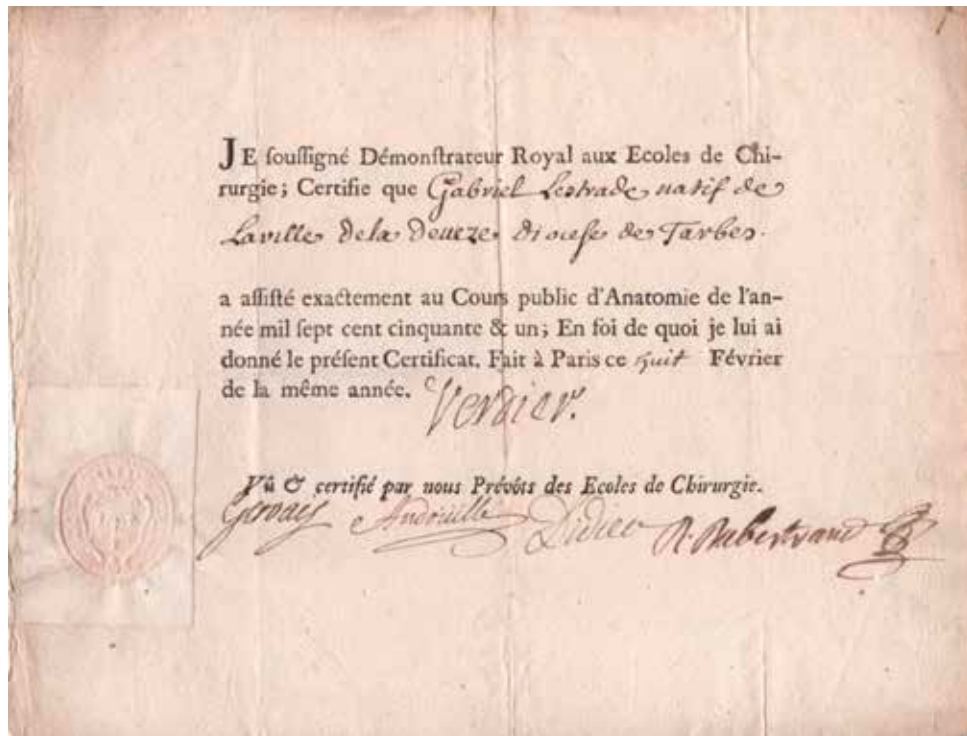 JE souſſigné Démonſtrateur Royal aux Ecoles de Chi-
rurgie; Certifie que Gabriel Lestrade natif de
Laville dela Deveze diocese de Tarbes.
a aſſiſté exactement au Cours public d'Anatomie de l'an-
née mil ſept cent cinquante & un; En foi de quoi je lui ai
donné le préſent Certificat. Fait à Paris ce huit Février
de la même année. Verdier.
Vû & certifié par nous Prévôts des Ecoles de Chirurgie.
Gervais Andouillé Didier